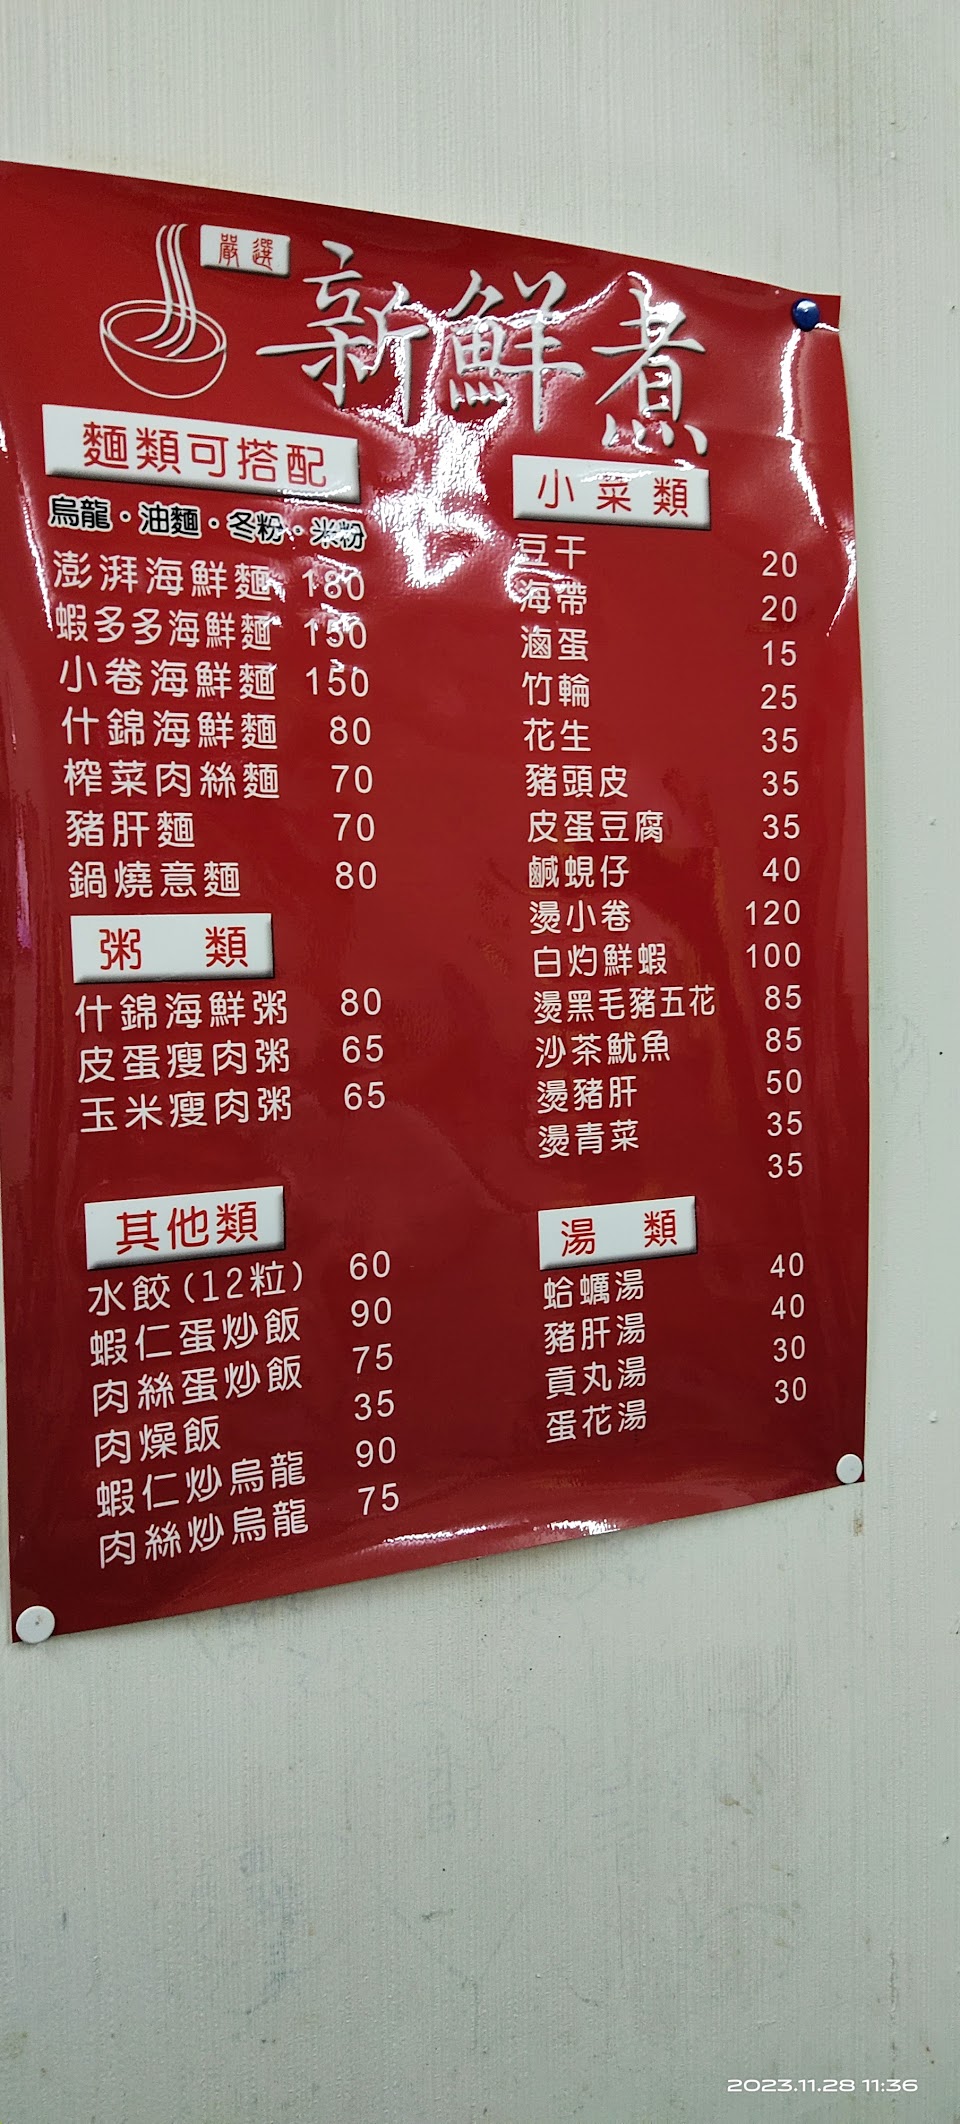 嚴選
新鮮煮
麵類可搭配
烏龍・油麵・冬粉・米粉
澎湃海鮮麵 180
蝦多多海鮮麵 150
小卷海鮮麵 150
什錦海鮮麵 80
榨菜肉絲麵 70
豬肝麵 70
鍋燒意麵 80
粥 類
什錦海鮮粥 80
皮蛋瘦肉粥 65
玉米瘦肉粥 65
其他類
水餃(12粒) 60
蝦仁蛋炒飯 90
肉絲蛋炒飯 75
肉燥飯 35
蝦仁炒烏龍 90
肉絲炒烏龍 75
小菜類
豆干 20
海帶 20
滷蛋 15
竹輪 25
花生 35
豬頭皮 35
皮蛋豆腐 35
鹹蜆仔 40
燙小卷 120
白灼鮮蝦 100
燙黑毛豬五花 85
沙茶魷魚 85
燙豬肝 50
燙青菜 35
35
湯 類
蛤蠣湯 40
豬肝湯 40
貢丸湯 30
蛋花湯 30
2023.11.28 11:36